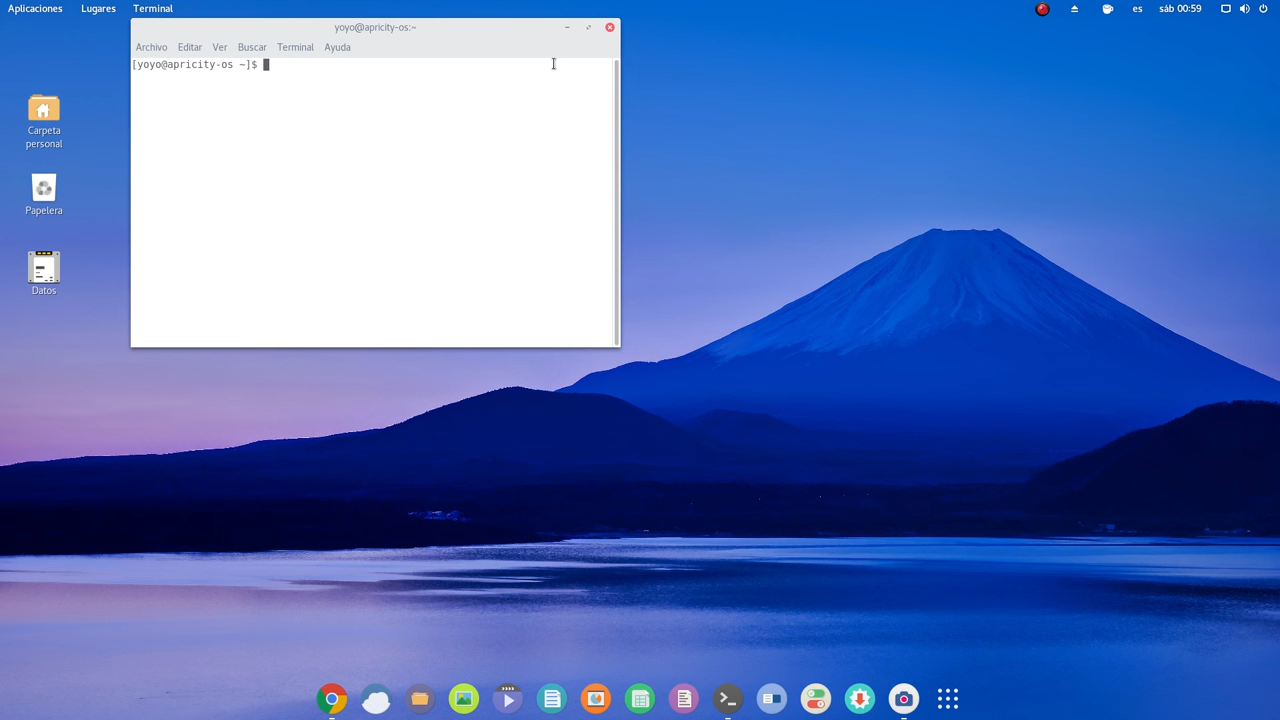 Aplicaciones Lugares Terminal es sáb 00:59
yoyo@apricity-os:~
Archivo Editar Ver Buscar Terminal Ayuda
[yoyo@apricity-os ~]$
Carpeta
personal
Papelera
Datos